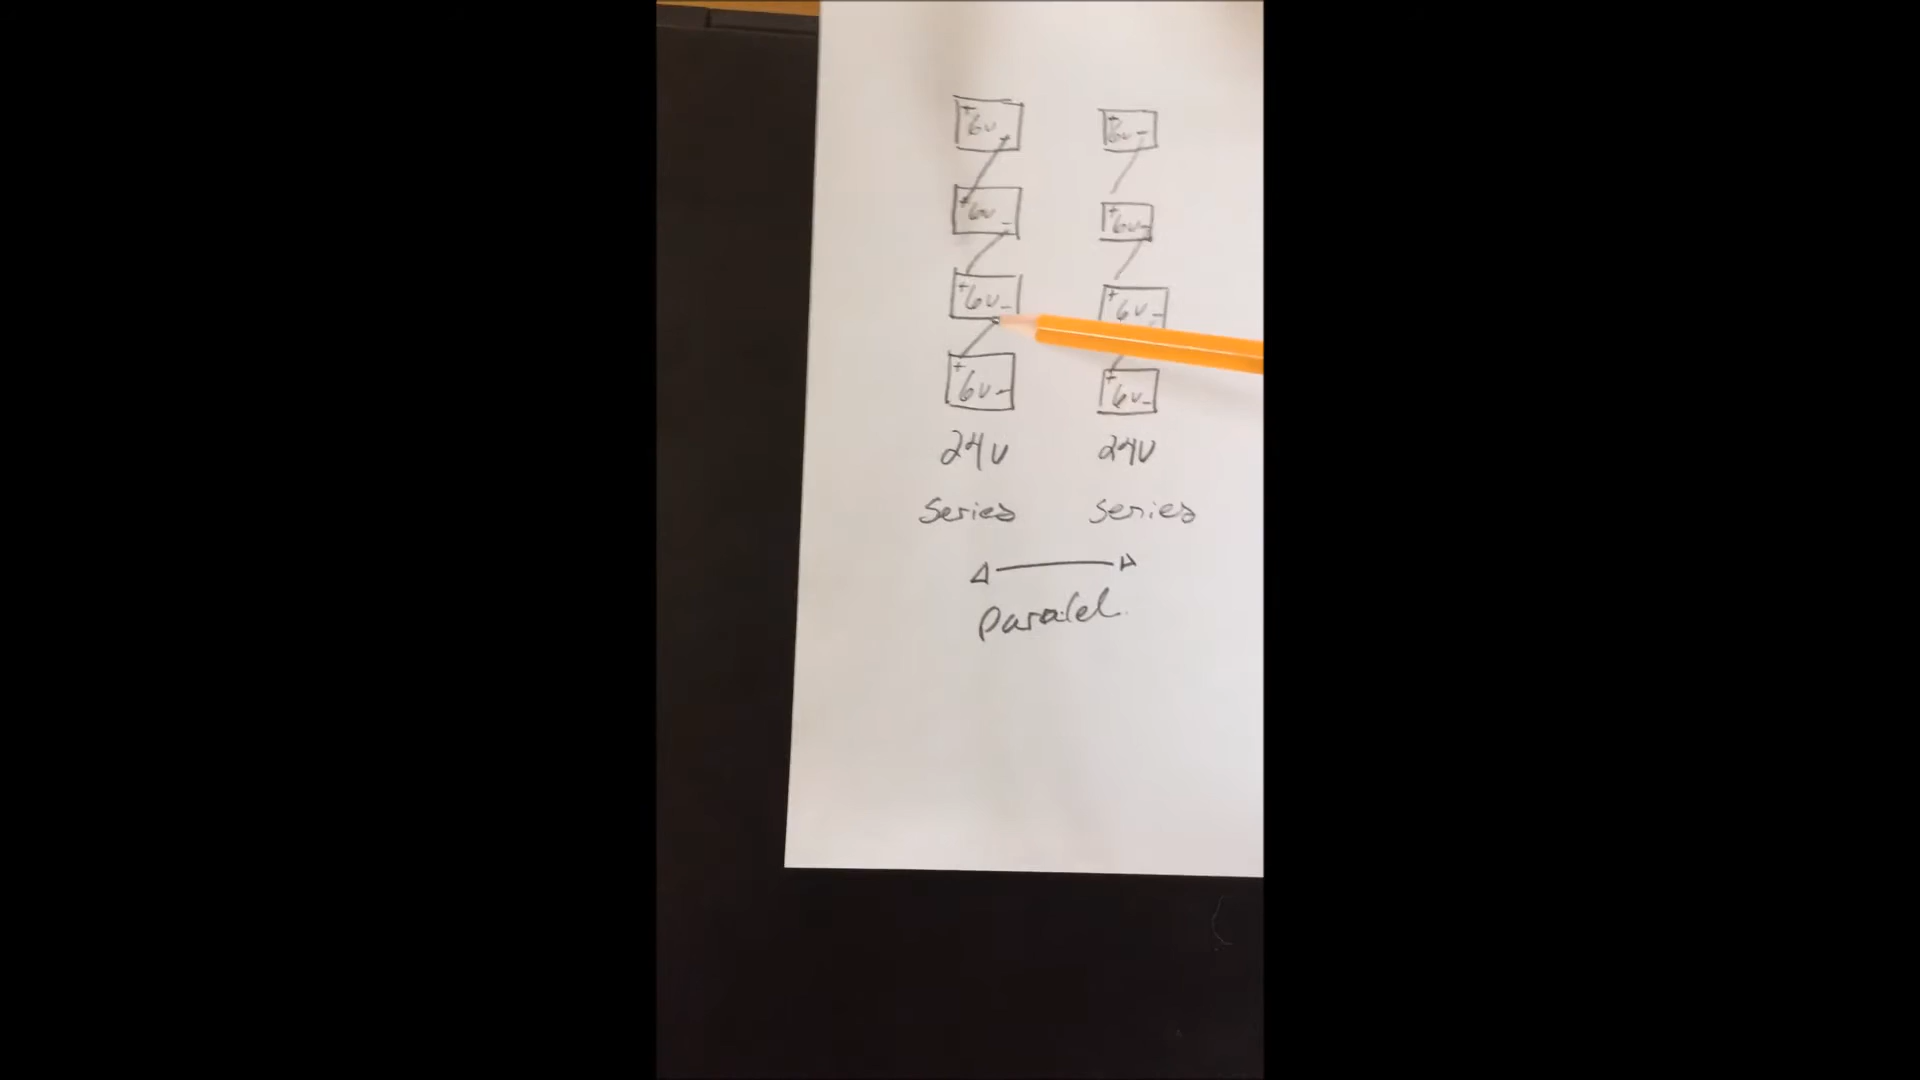 +6v- +6v-
+6v- +6v-
+6v- +6v-
+6v- +6v-
24v 24v
Series Series
Paralel